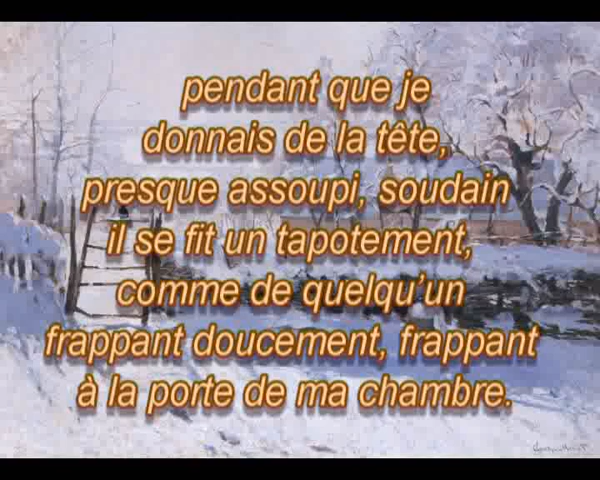 pendant que je
donnais de la tête,
presque assoupi, soudain
il se fit un tapotement,
comme de quelqu’un
frappant doucement, frappant
à la porte de ma chambre.